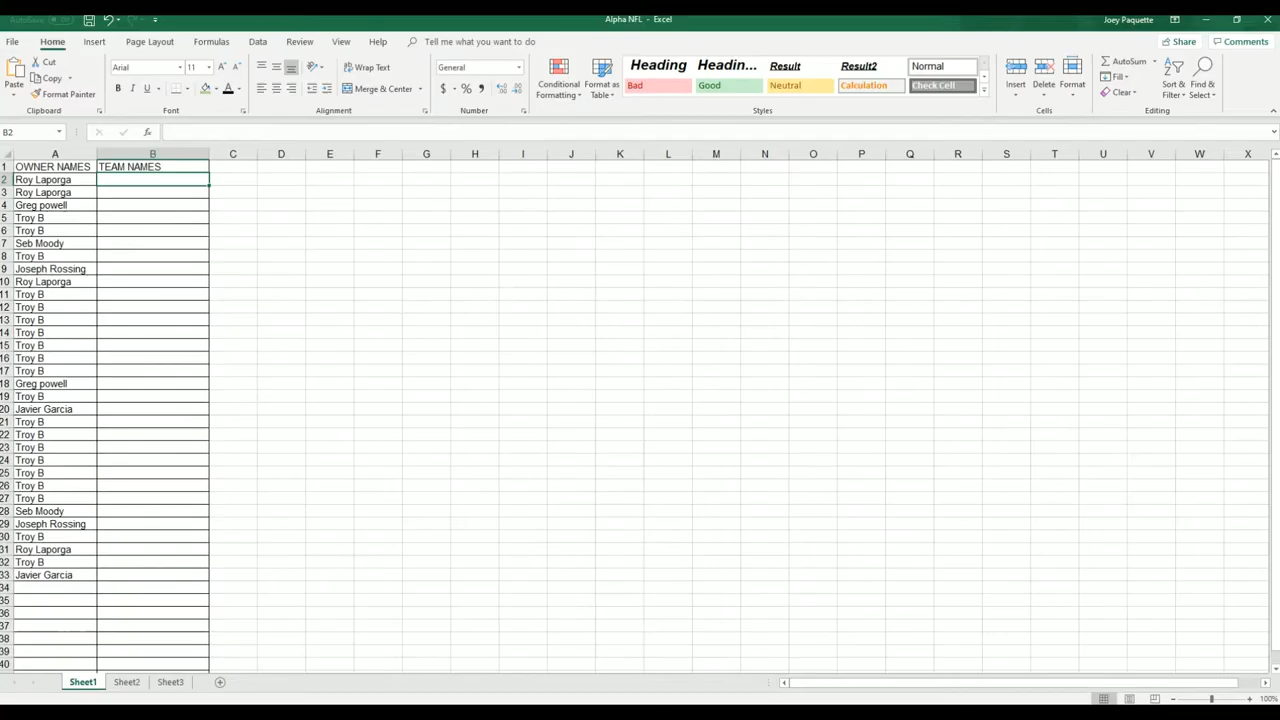 AutoSave Off
Alpha NFL - Excel
Joey Paquette
File Home Insert Page Layout Formulas Data Review View Help Tell me what you want to do Share Comments
Paste
Cut
Copy
Format Painter
Clipboard
Arial 11
B I U
Font
Wrap Text
Merge & Center
Alignment
General
$ % 9
Number
Conditional Formatting
Format as Table
Heading Headin... Result Result2 Normal
Bad Good Neutral Calculation Check Cell
Styles
Insert Delete Format
Cells
AutoSum
Fill
Clear
Sort & Filter
Find & Select
Editing
B2 fx
A B C D E F G H I J K L M N O P Q R S T U V W X
1 OWNER NAMES TEAM NAMES
2 Roy Laporga
3 Roy Laporga
4 Greg powell
5 Troy B
6 Troy B
7 Seb Moody
8 Troy B
9 Joseph Rossing
10 Roy Laporga
11 Troy B
12 Troy B
13 Troy B
14 Troy B
15 Troy B
16 Troy B
17 Troy B
18 Greg powell
19 Troy B
20 Javier Garcia
21 Troy B
22 Troy B
23 Troy B
24 Troy B
25 Troy B
26 Troy B
27 Troy B
28 Seb Moody
29 Joseph Rossing
30 Troy B
31 Roy Laporga
32 Troy B
33 Javier Garcia
34
35
36
37
38
39
40
Sheet1 Sheet2 Sheet3
100%